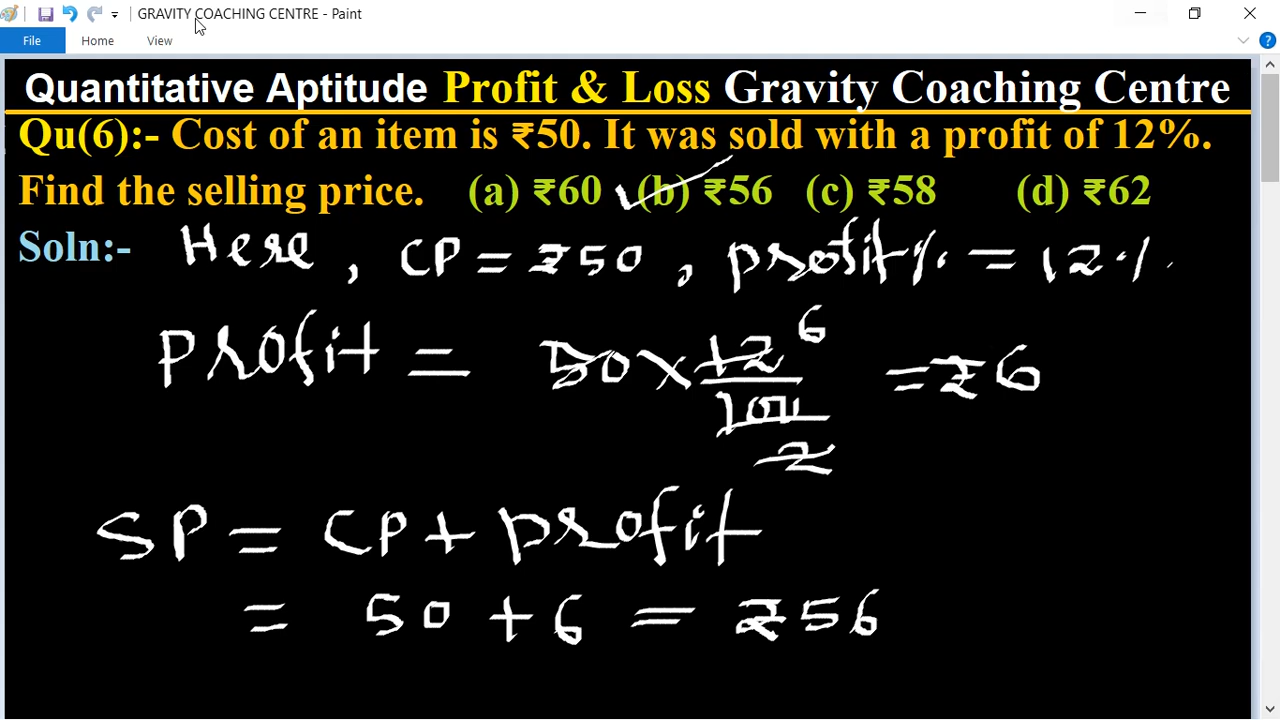 GRAVITY COACHING CENTRE - Paint
File Home View
Quantitative Aptitude Profit & Loss Gravity Coaching Centre
Qu(6):- Cost of an item is ₹50. It was sold with a profit of 12%.
Find the selling price. (a) ₹60 (b) ₹56 (c) ₹58 (d) ₹62
Soln:- Here, CP = ₹50, profit% = 12%.
Profit = 50 × 12/100 = ₹6
6
2
SP = CP + profit
= 50 + 6 = ₹56